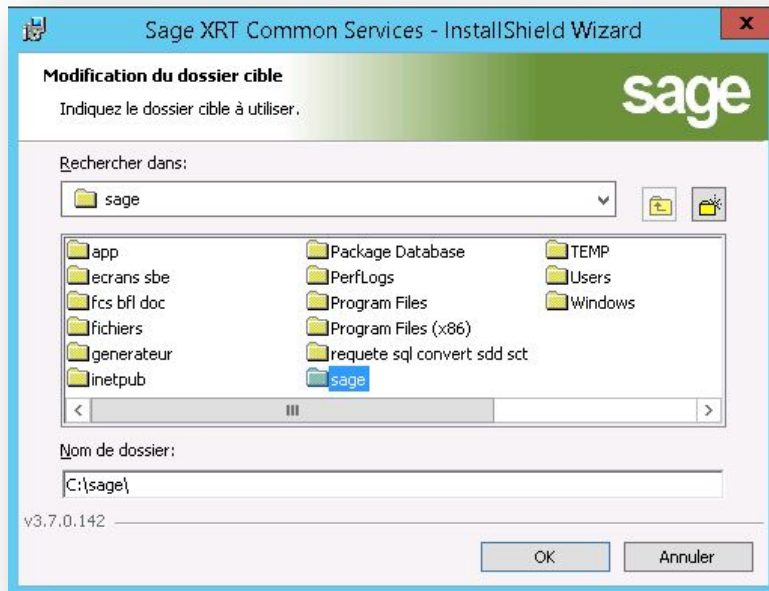 Sage XRT Common Services - InstallShield Wizard
x
Modification du dossier cible
Indiquez le dossier cible à utiliser.
sage
Rechercher dans:
sage
app
ecrans sbe
fcs bfl doc
fichiers
generateur
inetpub
Package Database
PerfLogs
Program Files
Program Files (x86)
requete sql convert sdd sct
sage
TEMP
Users
Windows
Nom de dossier:
C:\sage\
v3.7.0.142
OK
Annuler